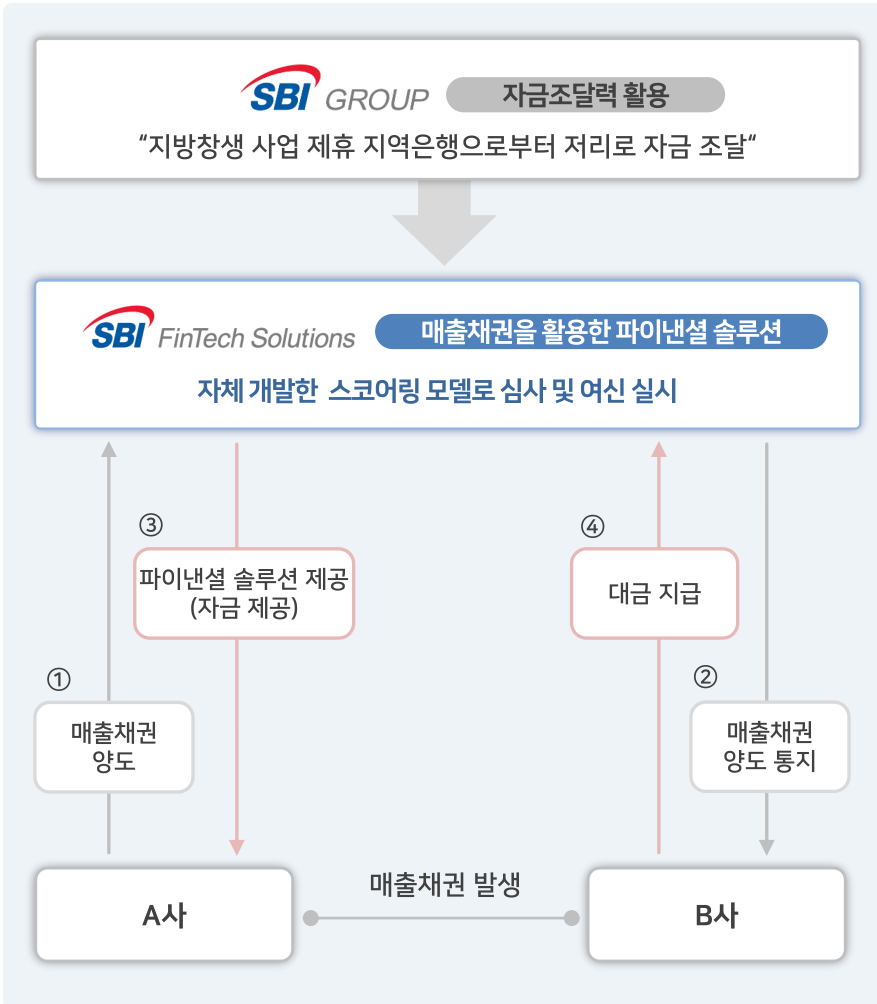 SBI GROUP 자금조달력 활용
“지방창생 사업 제휴 지역은행으로부터 저리로 자금 조달“
SBI FinTech Solutions 매출채권을 활용한 파이낸셜 솔루션
자체 개발한 스코어링 모델로 심사 및 여신 실시
③
파이낸셜 솔루션 제공
(자금 제공)
④
대금 지급
①
매출채권
양도
②
매출채권
양도 통지
매출채권 발생
A사
B사